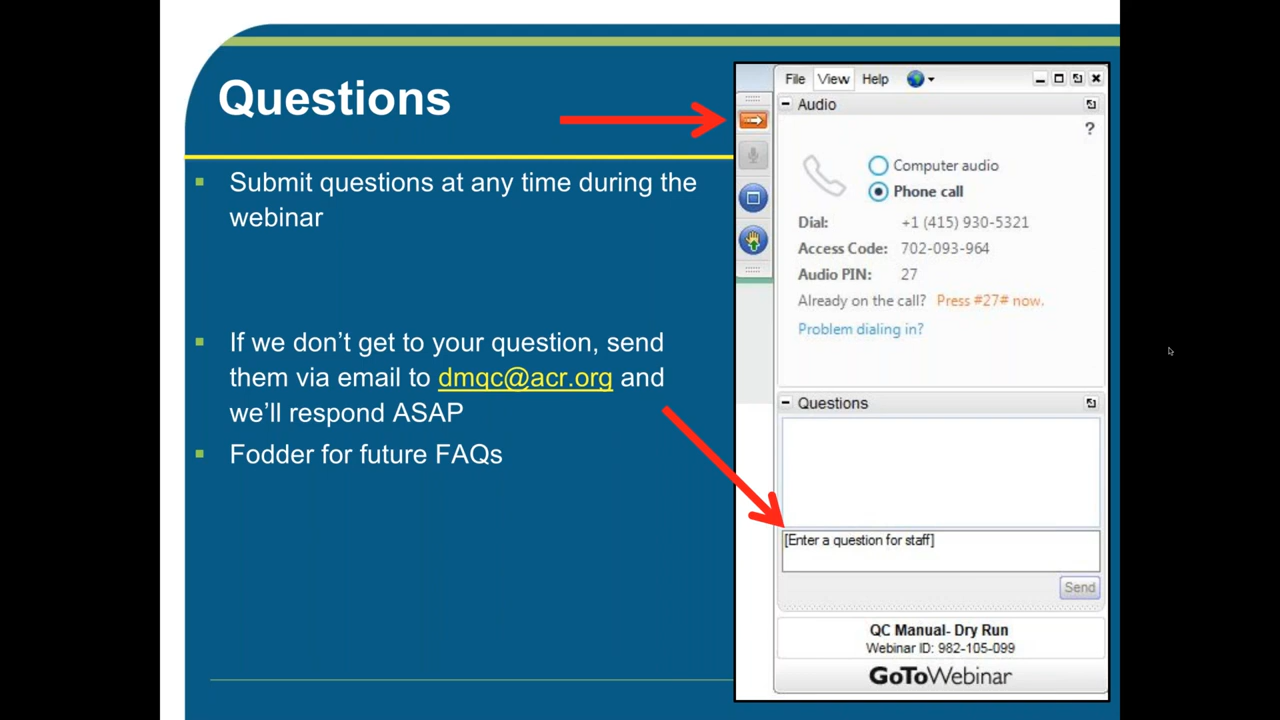 Questions
Submit questions at any time during the
webinar
If we don’t get to your question, send
them via email to dmqc@acr.org and
we’ll respond ASAP
Fodder for future FAQs
File View Help
Audio
?
Computer audio
Phone call
Dial: +1 (415) 930-5321
Access Code: 702-093-964
Audio PIN: 27
Already on the call? Press #27# now.
Problem dialing in?
Questions
[Enter a question for staff]
Send
QC Manual- Dry Run
Webinar ID: 982-105-099
GoToWebinar